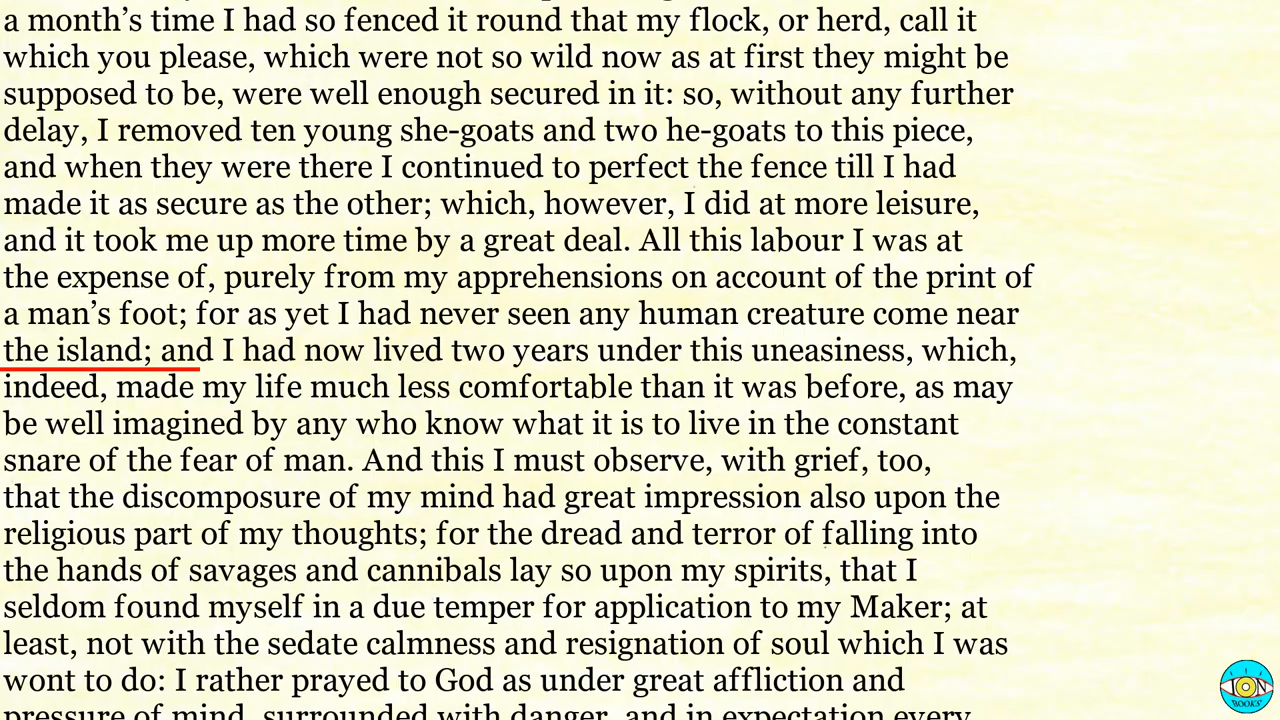 a month’s time I had so fenced it round that my flock, or herd, call it
which you please, which were not so wild now as at first they might be
supposed to be, were well enough secured in it: so, without any further
delay, I removed ten young she-goats and two he-goats to this piece,
and when they were there I continued to perfect the fence till I had
made it as secure as the other; which, however, I did at more leisure,
and it took me up more time by a great deal. All this labour I was at
the expense of, purely from my apprehensions on account of the print of
a man’s foot; for as yet I had never seen any human creature come near
the island; and I had now lived two years under this uneasiness, which,
indeed, made my life much less comfortable than it was before, as may
be well imagined by any who know what it is to live in the constant
snare of the fear of man. And this I must observe, with grief, too,
that the discomposure of my mind had great impression also upon the
religious part of my thoughts; for the dread and terror of falling into
the hands of savages and cannibals lay so upon my spirits, that I
seldom found myself in a due temper for application to my Maker; at
least, not with the sedate calmness and resignation of soul which I was
wont to do: I rather prayed to God as under great affliction and
pressure of mind, surrounded with danger, and in expectation every
ION
BOOKS